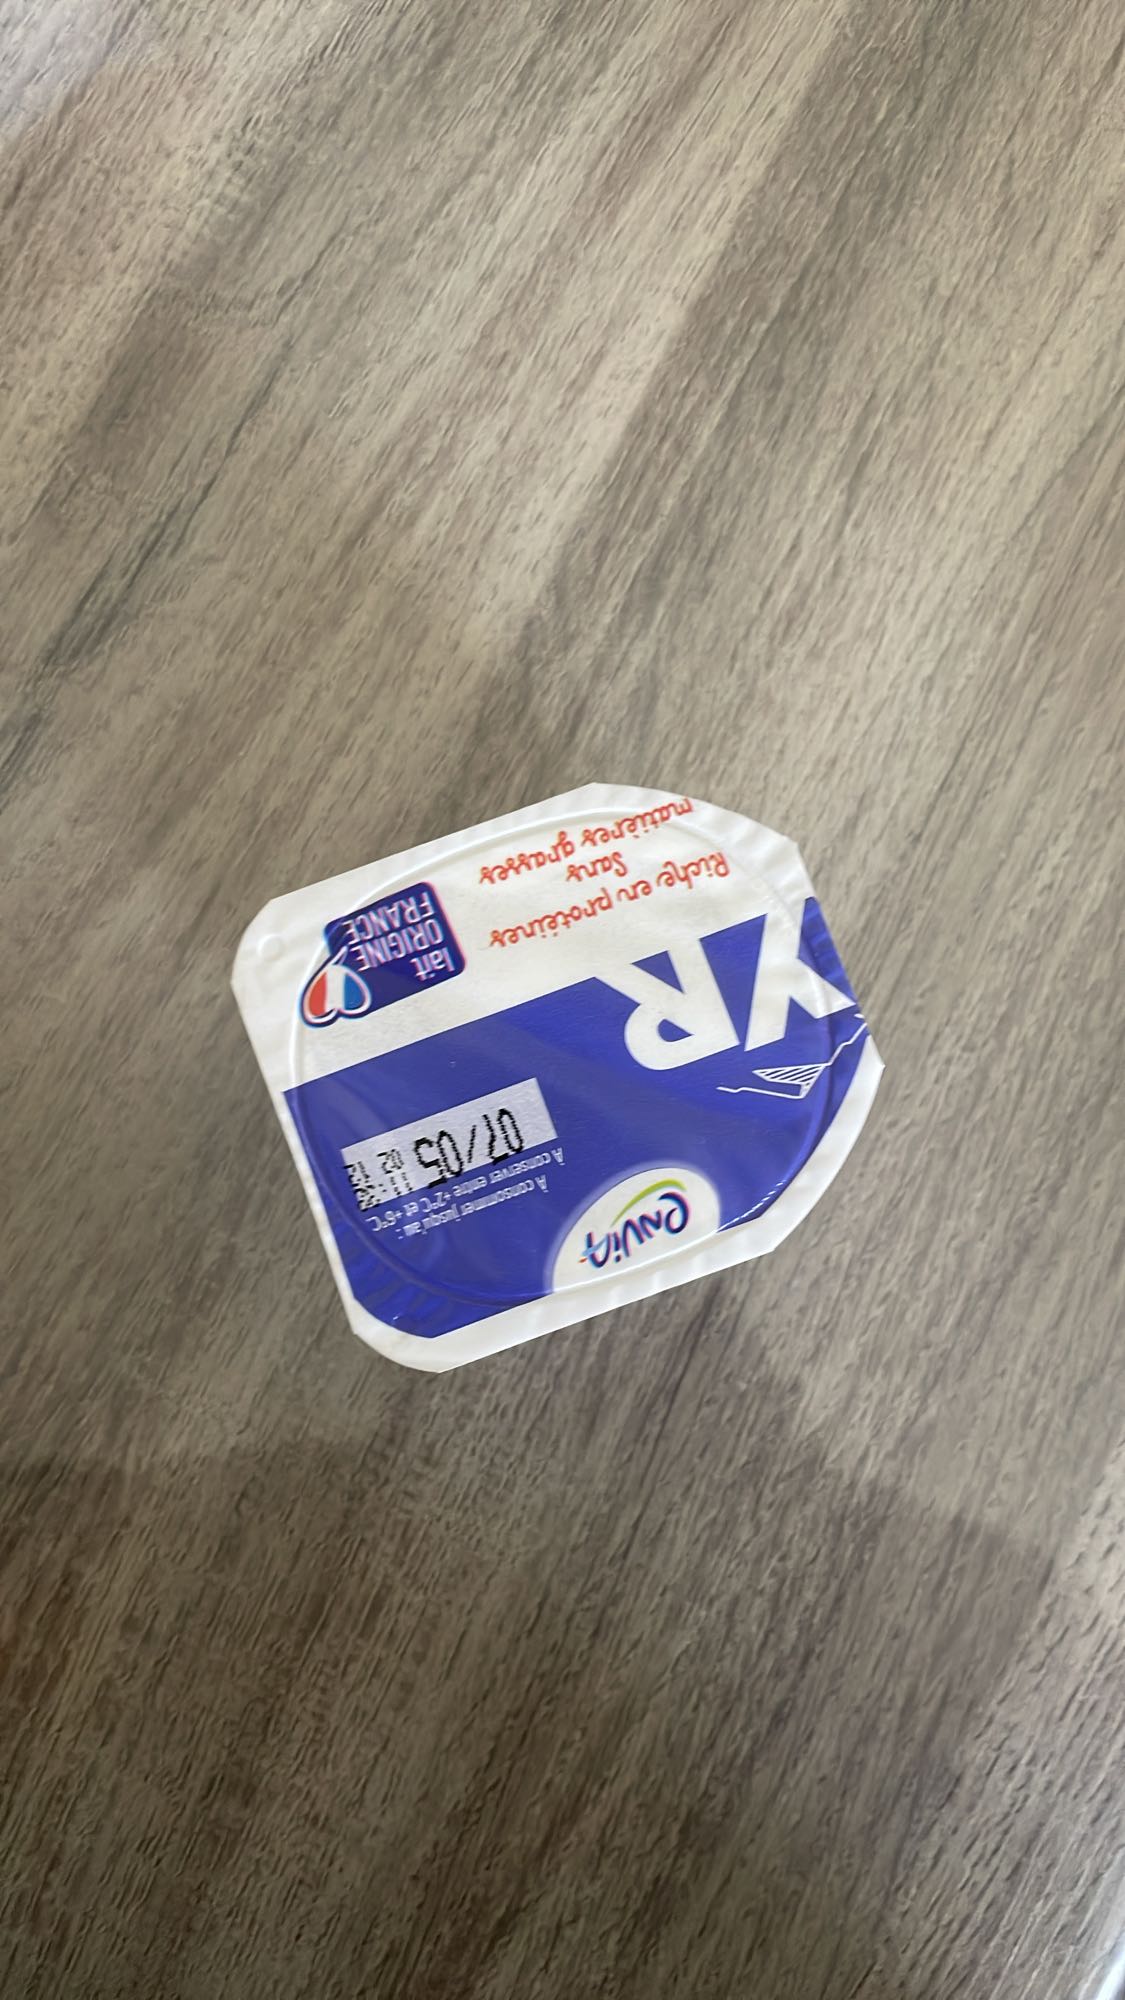 enViA
À consommer jusqu'au :
À conserver entre +2°C et +6°C.
07/05
YR
Riche en protéines
Sans
matières grasses
lait
ORIGINE
FRANCE